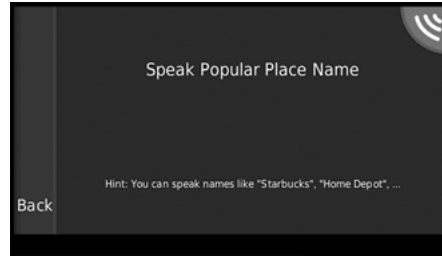 Speak Popular Place Name
Hint: You can speak names like "Starbucks", "Home Depot", ...
Back